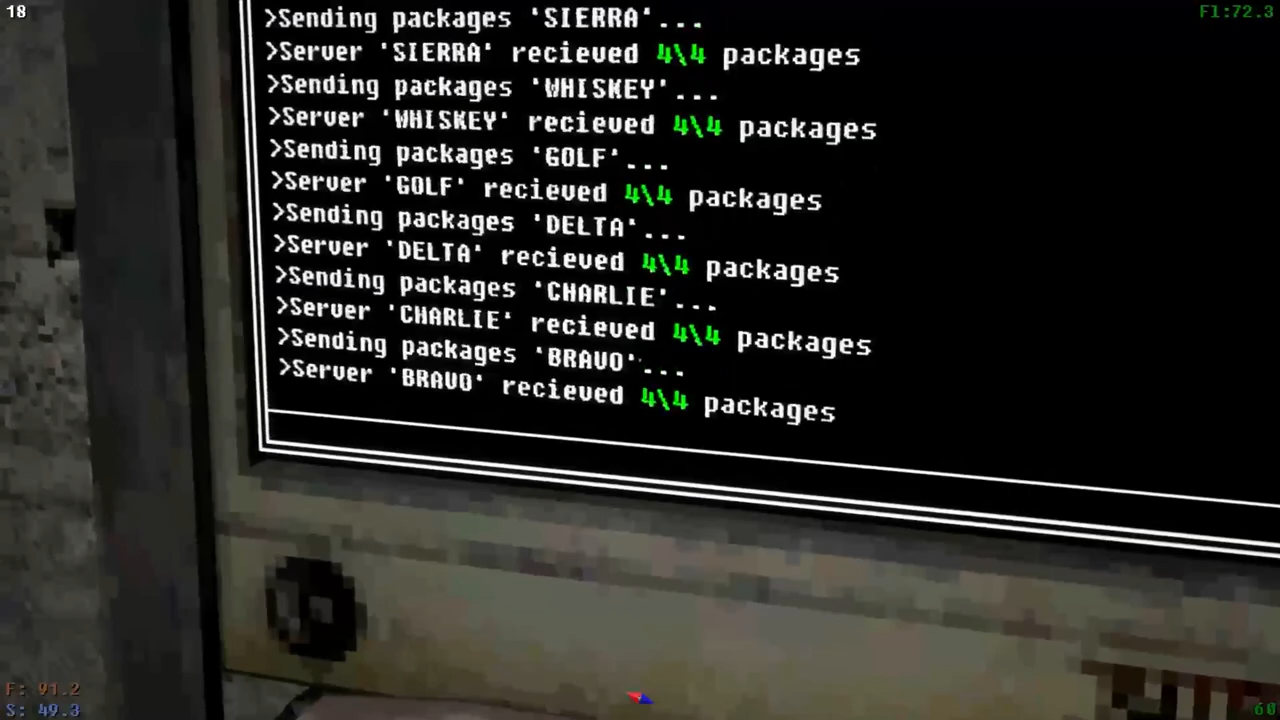 18
F1:72.3
>Sending packages 'SIERRA'...
>Server 'SIERRA' recieved 4\4 packages
>Sending packages 'WHISKEY'...
>Server 'WHISKEY' recieved 4\4 packages
>Sending packages 'GOLF'...
>Server 'GOLF' recieved 4\4 packages
>Sending packages 'DELTA'...
>Server 'DELTA' recieved 4\4 packages
>Sending packages 'CHARLIE'...
>Server 'CHARLIE' recieved 4\4 packages
>Sending packages 'BRAVO'...
>Server 'BRAVO' recieved 4\4 packages
F: 91.2
S: 49.3
60